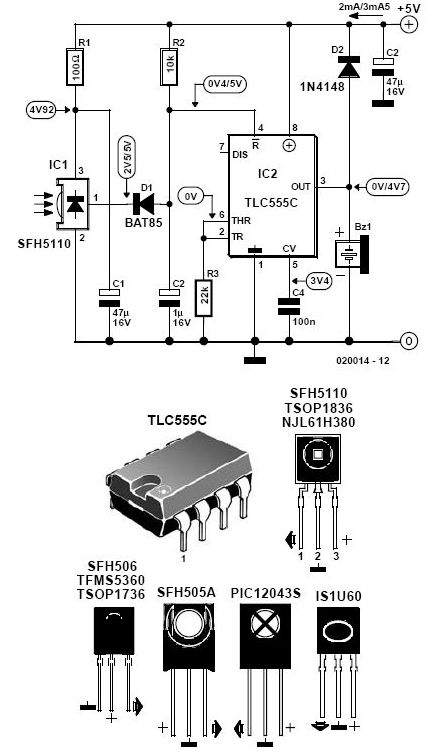 2mA/3mA5
+5V
R1
100Ω
R2
10k
D2
1N4148
C2
47µ
16V
4V92
0V4/5V
2V5/5V
IC1
3
1
2
SFH5110
D1
BAT85
4
8
R
7
DIS
IC2
TLC555C
OUT
3
0V/4V7
0V
6
THR
2
TR
CV
1
5
Bz1
+
−
R3
22k
3V4
C1
47µ
16V
C2
1µ
16V
C4
100n
0
020014 - 12
TLC555C
1
SFH5110
TSOP1836
NJL61H380
1 2 3
+
SFH506
TFMS5360
TSOP1736
+
SFH505A
+
PIC12043S
+
IS1U60
+